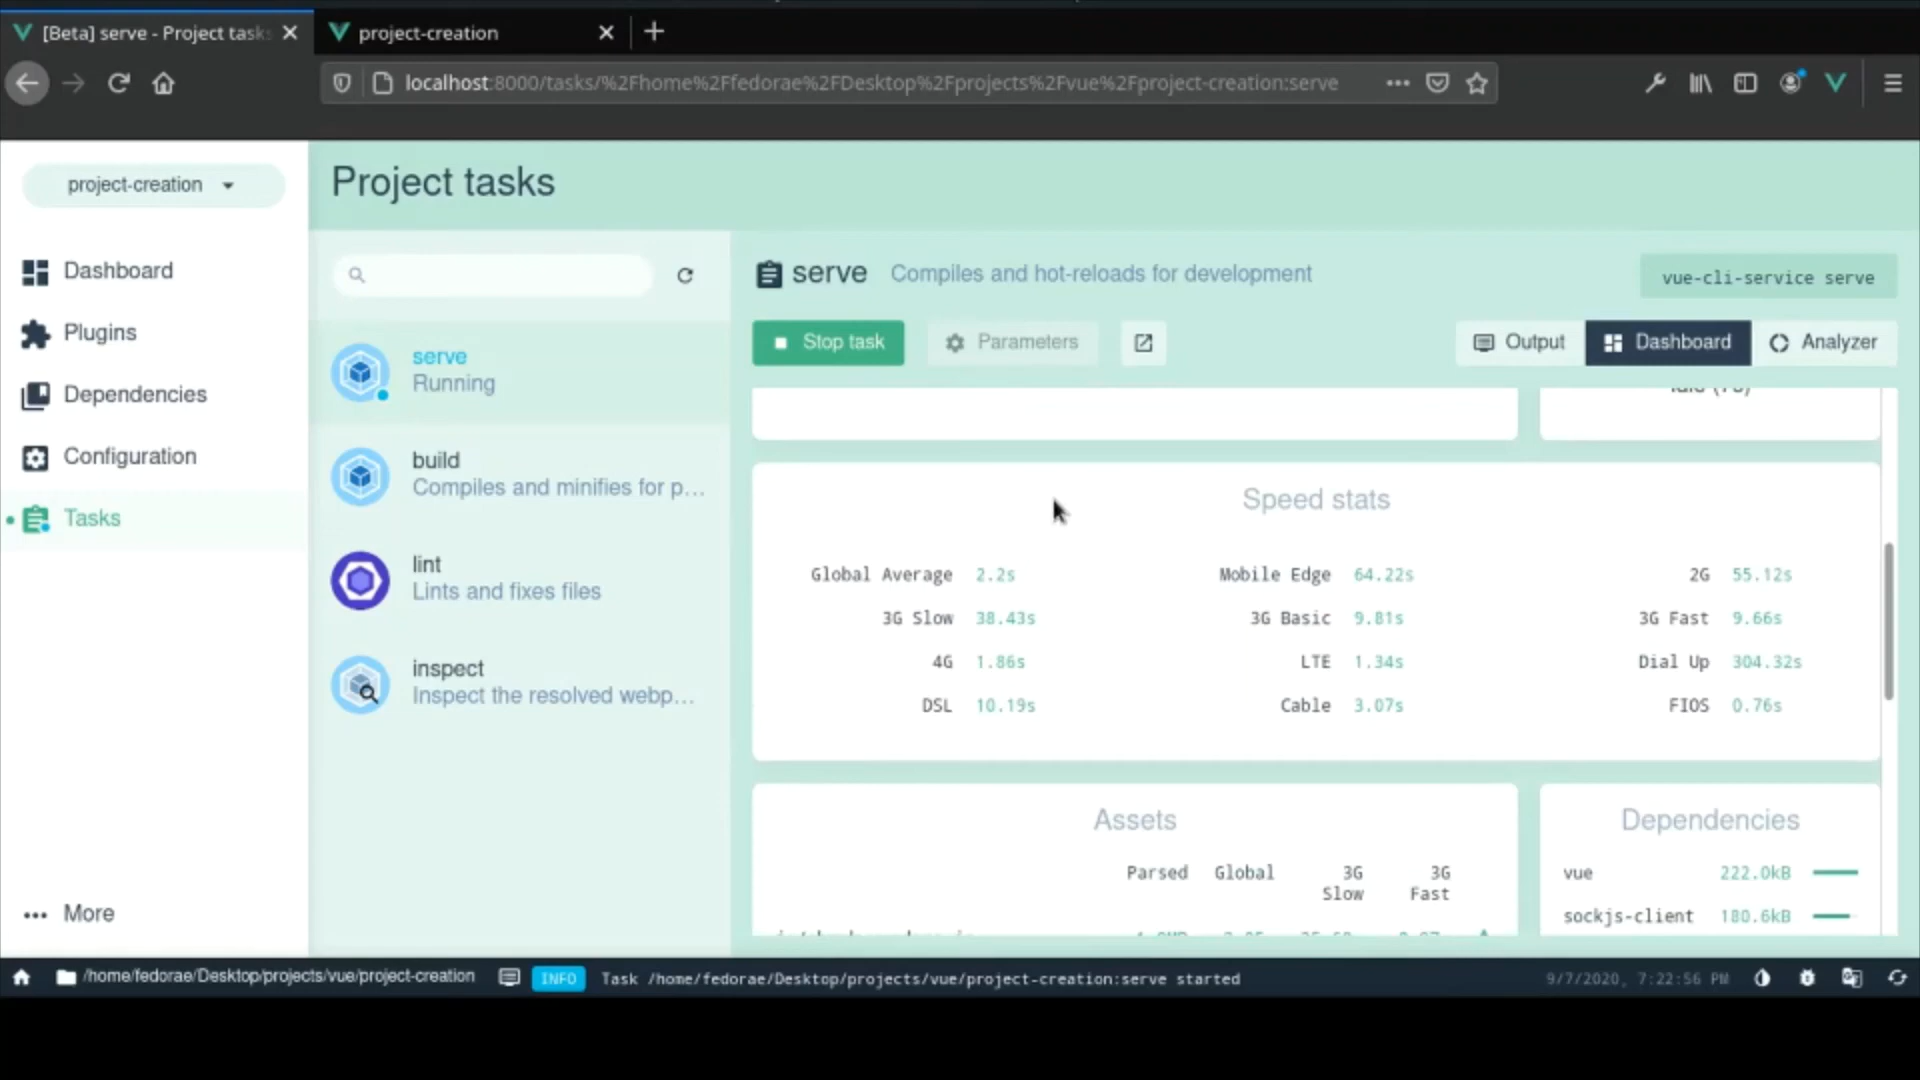 [Beta] serve - Project tasks
project-creation
localhost:8000/tasks/%2Fhome%2Ffedorae%2FDesktop%2Fprojects%2Fvue%2Fproject-creation:serve
project-creation
Project tasks
Dashboard
Plugins
Dependencies
Configuration
Tasks
More
serve
Running
build
Compiles and minifies for p...
lint
Lints and fixes files
inspect
Inspect the resolved webp...
serve Compiles and hot-reloads for development
vue-cli-service serve
Stop task Parameters
Output Dashboard Analyzer
Speed stats
Global Average 2.2s Mobile Edge 64.22s 2G 55.12s
3G Slow 38.43s 3G Basic 9.81s 3G Fast 9.66s
4G 1.86s LTE 1.34s Dial Up 304.32s
DSL 10.19s Cable 3.07s FIOS 0.76s
Assets
Parsed Global 3G Slow 3G Fast
Dependencies
vue 222.0kB
sockjs-client 180.6kB
/home/fedorae/Desktop/projects/vue/project-creation INFO Task /home/fedorae/Desktop/projects/vue/project-creation:serve started 9/7/2020, 7:22:56 PM